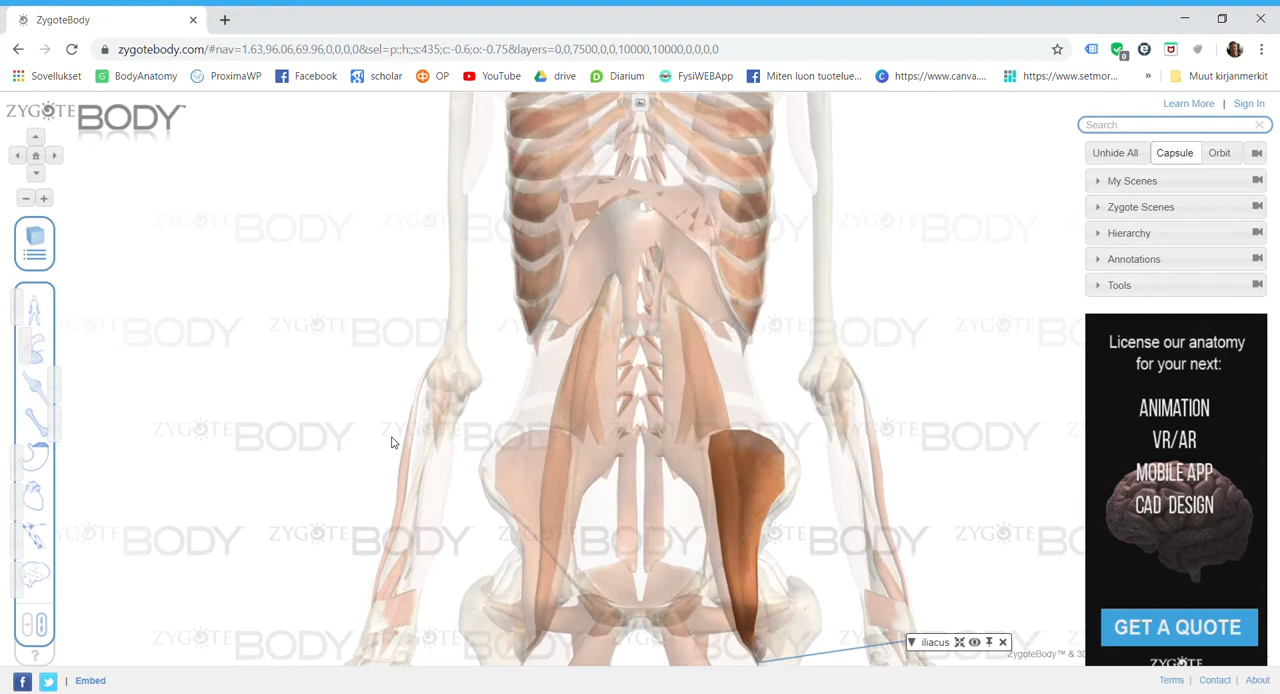 ZygoteBody
zygotebody.com/#nav=1.63,96.06,69.96,0,0,0,0&sel=p:;h:;s:435;c:-0.6;o:-0.75&layers=0,0,7500,0,0,10000,10000,0,0,0,0
Sovellukset BodyAnatomy ProximaWP Facebook scholar OP YouTube drive Diarium FysiWEBApp Miten luon tuotelue... https://www.canva.... https://www.setmor... » Muut kirjanmerkit
ZYGOTE BODY™
Learn More | Sign In
Search
Unhide All Capsule Orbit
My Scenes
Zygote Scenes
Hierarchy
Annotations
Tools
License our anatomy
for your next:
ANIMATION
VR/AR
MOBILE APP
CAD DESIGN
GET A QUOTE
ZYGOTE
iliacus
ZygoteBody™ & 3D
Embed
Terms | Contact | About